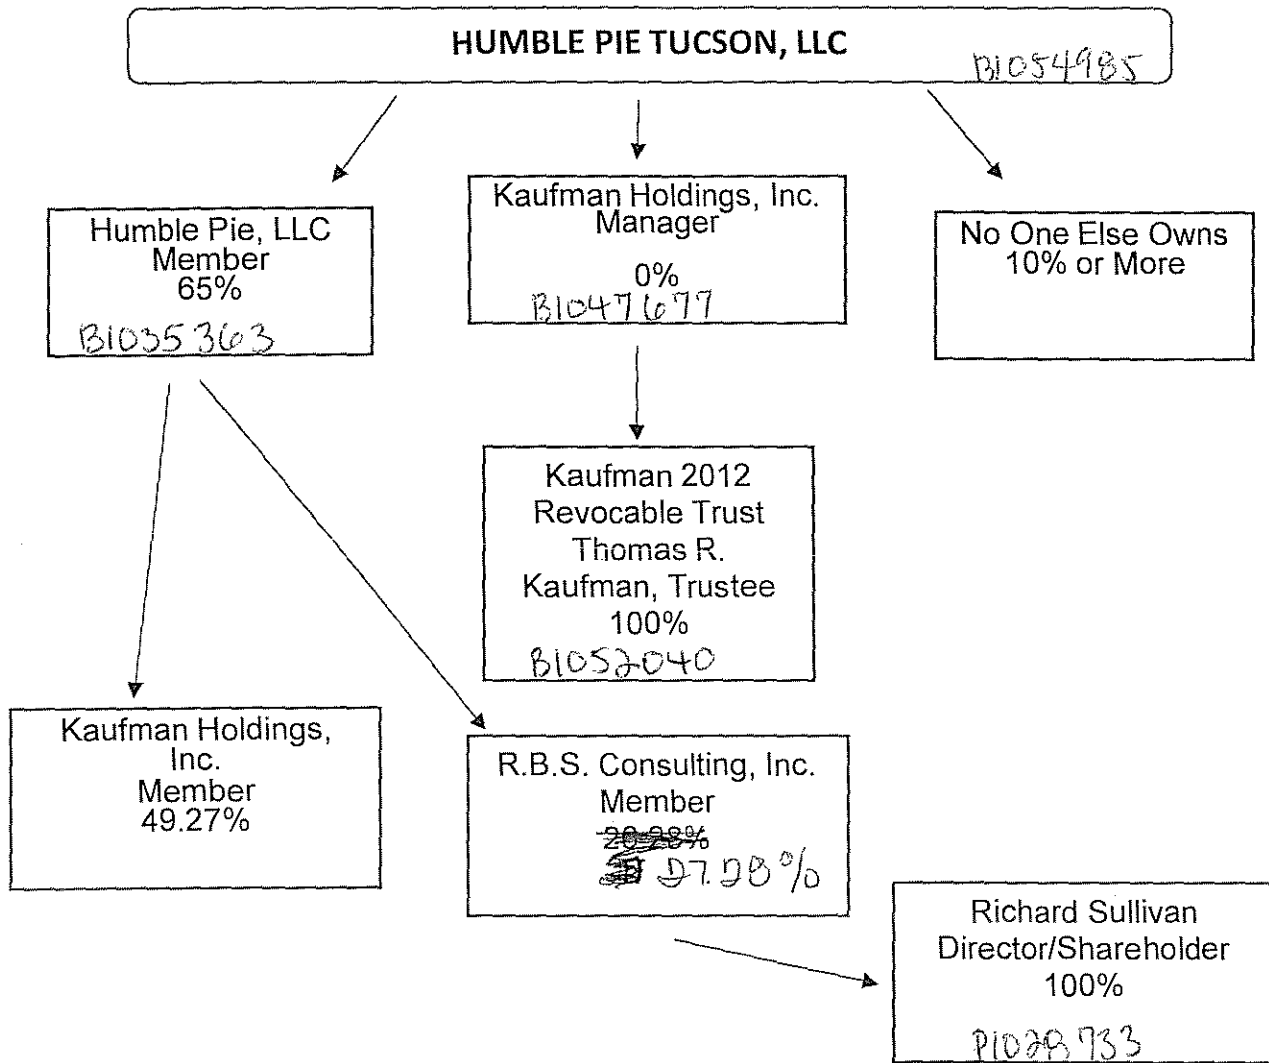 HUMBLE PIE TUCSON, LLC
B1054985
Humble Pie, LLC
Member
65%
B1035363
Kaufman Holdings, Inc.
Manager
0%
B1047677
No One Else Owns
10% or More
Kaufman 2012
Revocable Trust
Thomas R.
Kaufman, Trustee
100%
B1052040
Kaufman Holdings,
Inc.
Member
49.27%
R.B.S. Consulting, Inc.
Member
27.28%
Richard Sullivan
Director/Shareholder
100%